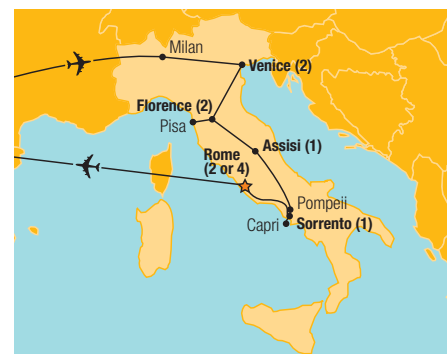 Milan
Venice (2)
Florence (2)
Pisa
Assisi (1)
Rome
(2 or 4)
Pompeii
Sorrento (1)
Capri